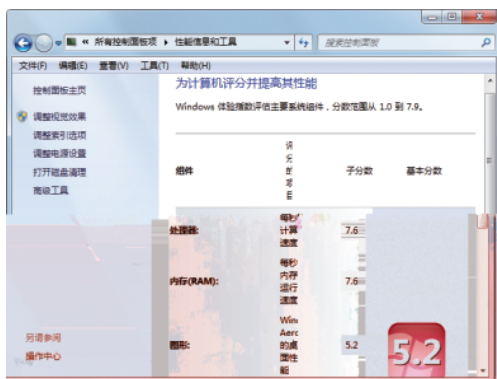 « 所有控制面板项 ▸ 性能信息和工具
搜索控制面板
文件(F) 编辑(E) 查看(V) 工具(T) 帮助(H)
控制面板主页
调整视觉效果
调整索引选项
调整电源设置
打开磁盘清理
高级工具
另请参阅
操作中心
为计算机评分并提高其性能
Windows 体验指数评估主要系统组件，分数范围从 1.0 到 7.9。
组件
子分数
基本分数
处理器:
每秒
计算
速度
7.6
内存(RAM):
每秒
内存
运行
速度
7.6
图形:
Aero
的桌
面性
能
5.2
5.2